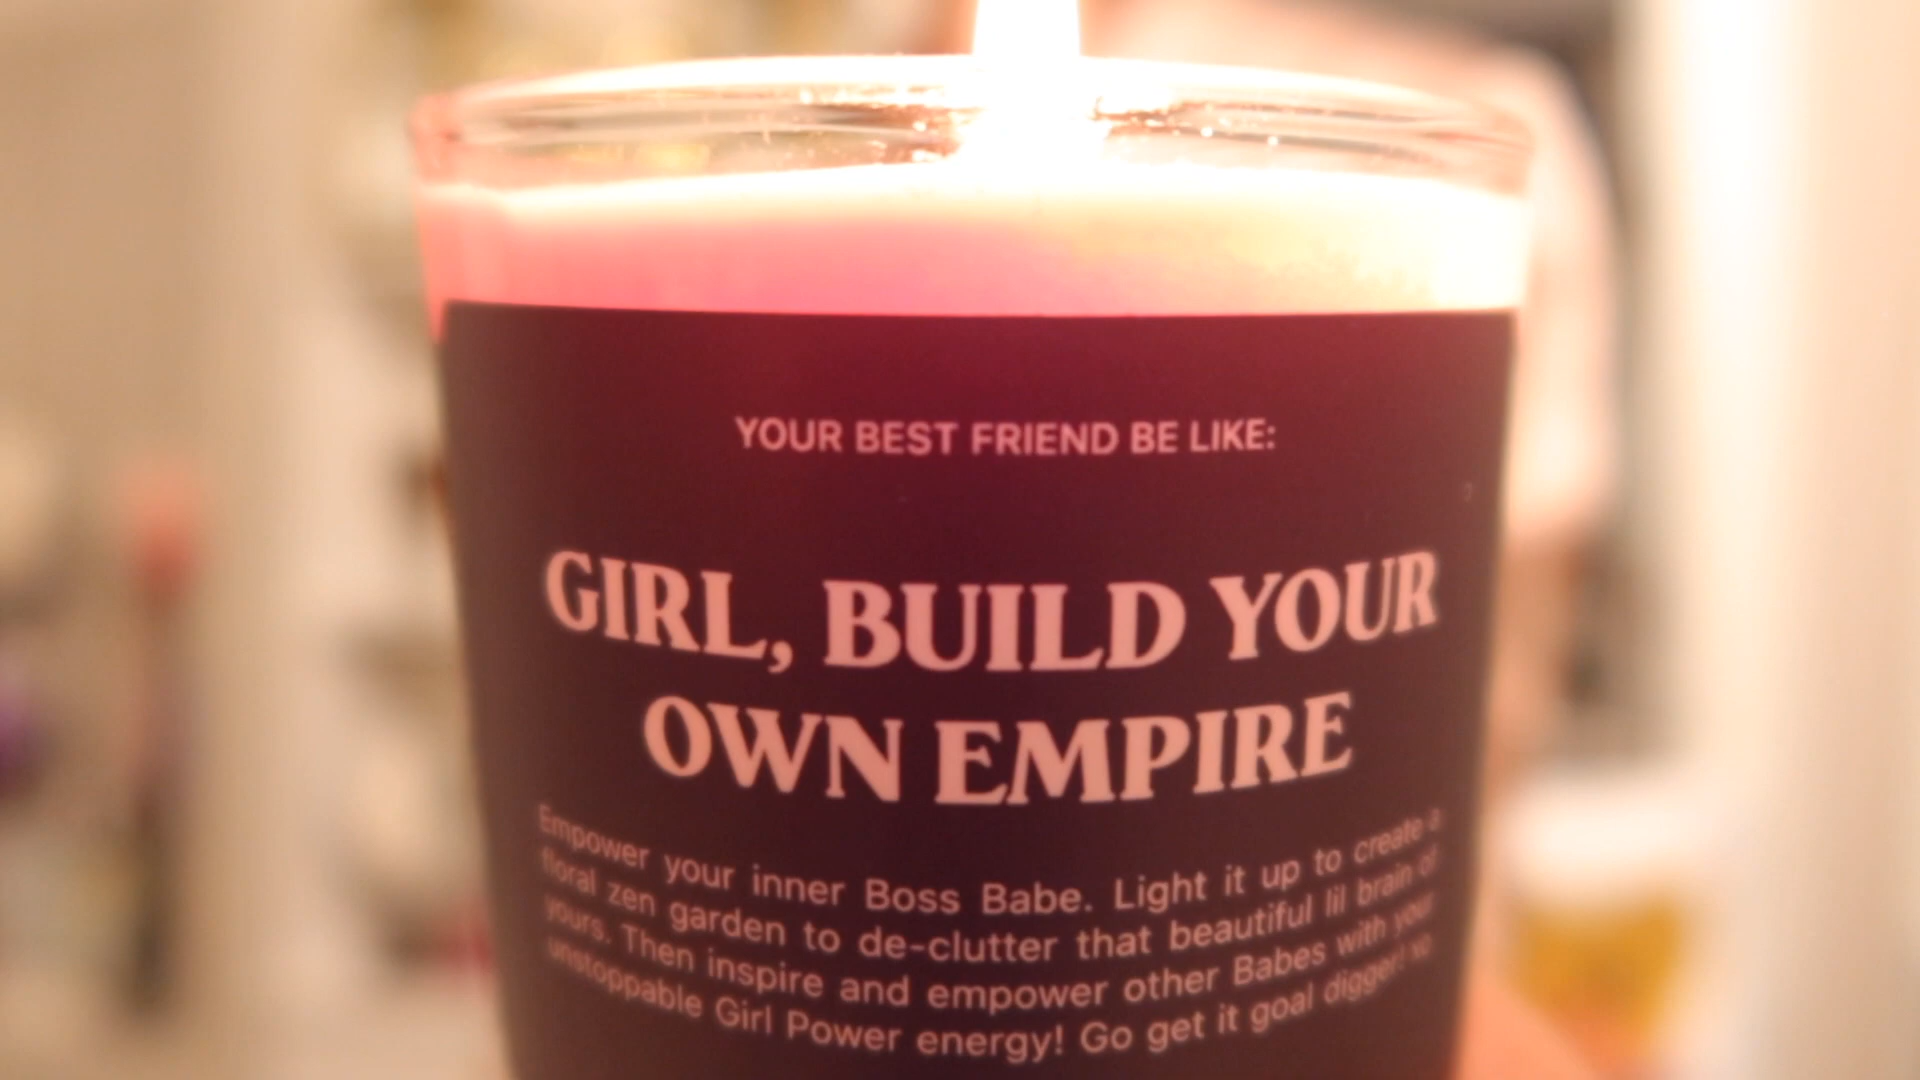 YOUR BEST FRIEND BE LIKE:
GIRL, BUILD YOUR
OWN EMPIRE
Empower your inner Boss Babe. Light it up to create a
floral zen garden to de-clutter that beautiful lil brain of
yours. Then inspire and empower other Babes with your
unstoppable Girl Power energy! Go get it goal digger! xo